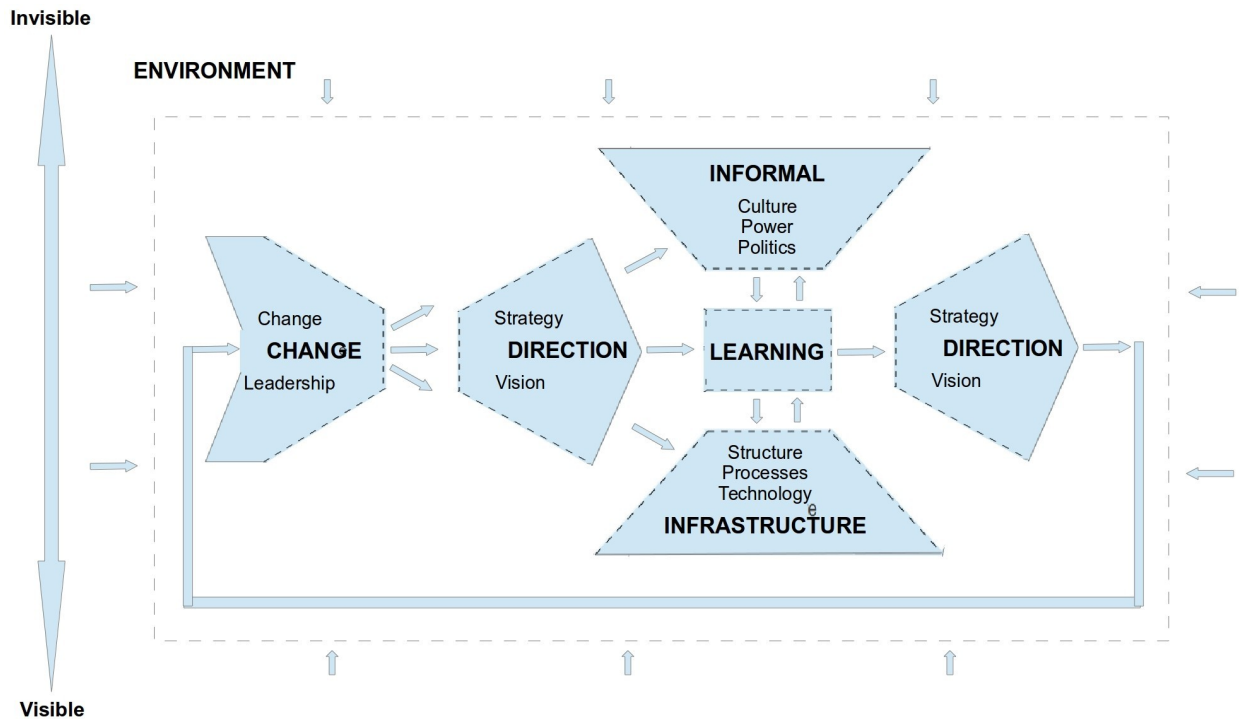 Invisible
ENVIRONMENT
INFORMAL
Culture
Power
Politics
Change
CHANGE
Leadership
Strategy
DIRECTION
Vision
LEARNING
Strategy
DIRECTION
Vision
Structure
Processes
Technology
e
INFRASTRUCTURE
Visible